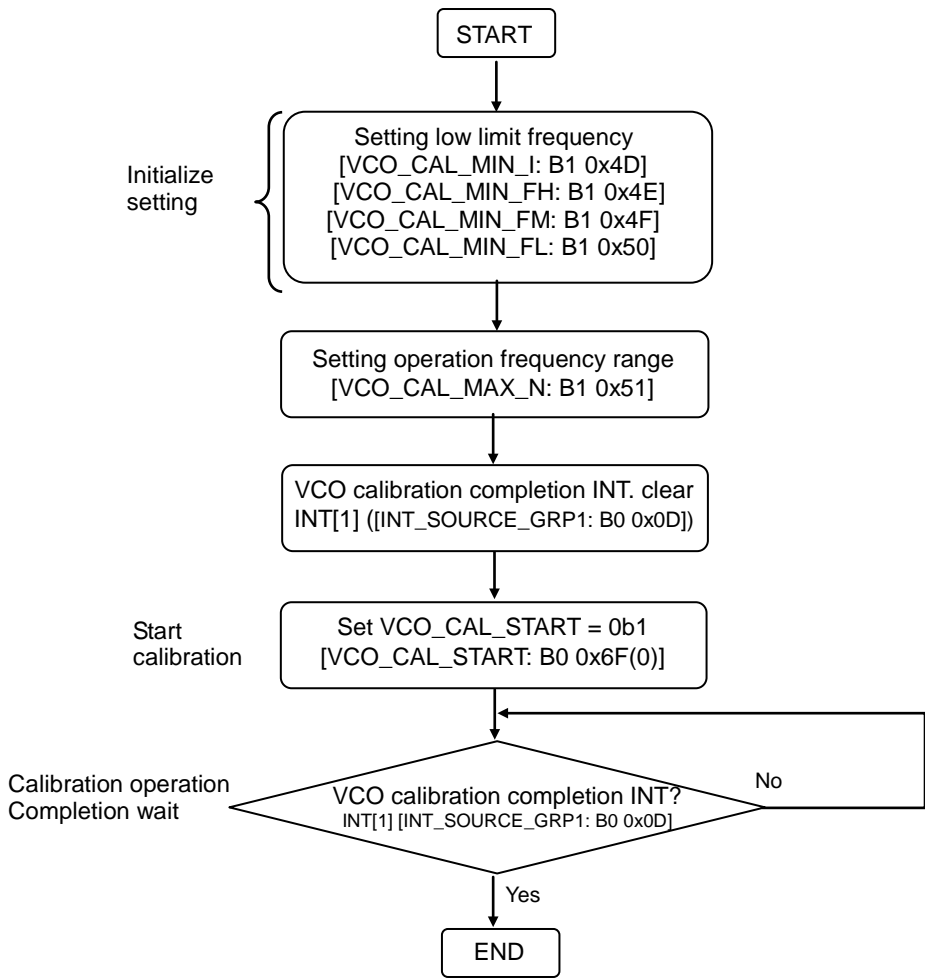 START
Initialize
setting
Setting low limit frequency
[VCO_CAL_MIN_I: B1 0x4D]
[VCO_CAL_MIN_FH: B1 0x4E]
[VCO_CAL_MIN_FM: B1 0x4F]
[VCO_CAL_MIN_FL: B1 0x50]
Setting operation frequency range
[VCO_CAL_MAX_N: B1 0x51]
VCO calibration completion INT. clear
INT[1] ([INT_SOURCE_GRP1: B0 0x0D])
Start
calibration
Set VCO_CAL_START = 0b1
[VCO_CAL_START: B0 0x6F(0)]
Calibration operation
Completion wait
VCO calibration completion INT?
INT[1] [INT_SOURCE_GRP1: B0 0x0D]
No
Yes
END